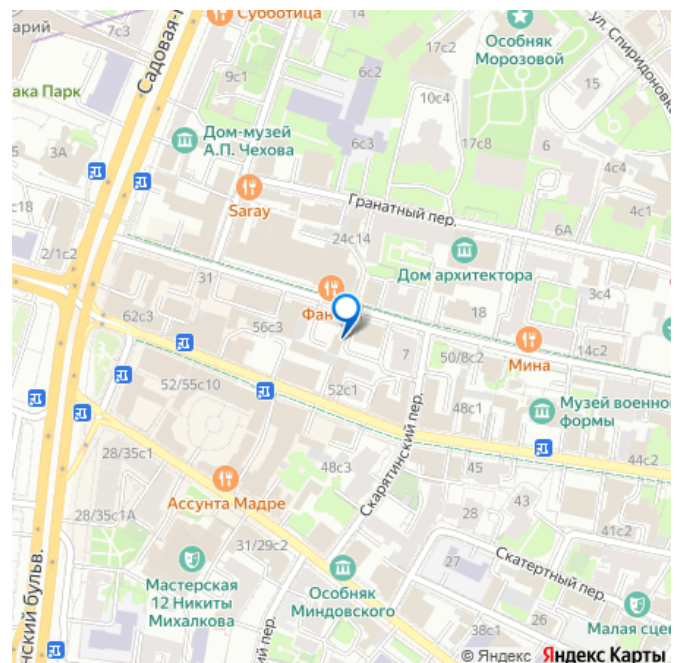 Субботица
арий
7с3
Садовая-
17с2
Особняк
Морозовой
ул. Спиридоновка
9с1
6с2
15
ака Парк
10с4
Дом-музей
А.П. Чехова
3А
6с3
17с8
6
4с4
Saray
Гранатный пер.
с18
4с1
2/1с2
24с14
6А
Дом архитектора
31
3с4
Фан
62с3
56с3
18
7
50/8с2
14с2
Мина
52/55с10
52с1
48с1
Музей военно
формы
Скарятинский пер.
28/35с1
48с3
45
44с2
Ассунта Мадре
43
28/35с1А
28
41с2
31/29с2
Скатертный пер.
27
Мастерская
12 Никиты
Михалкова
Особняк
Миндовского
нский бульв.
26
38с1
Малая сце
ий пер.
© Яндекс Яндекс Карты